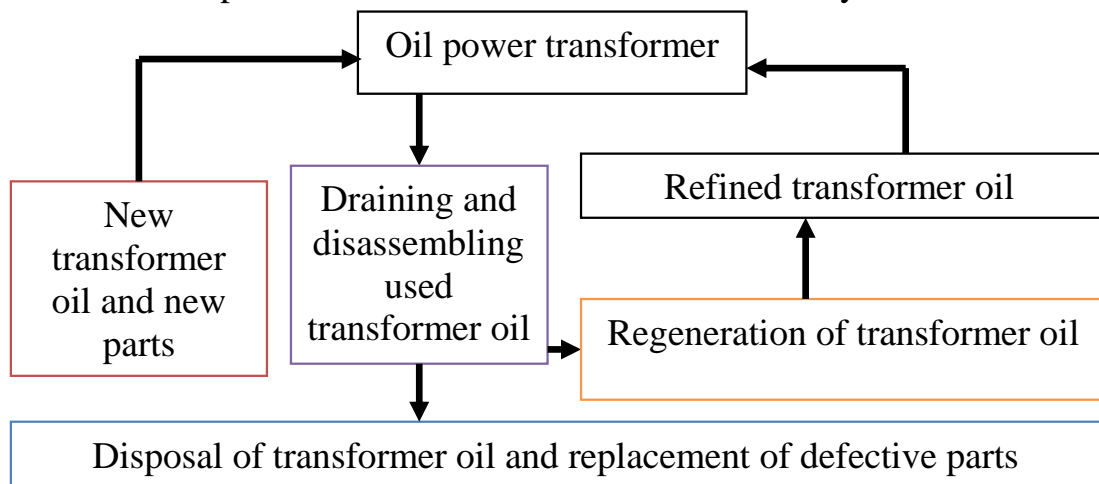 Oil power transformer
New
transformer
oil and new
parts
Draining and
disassembling
used
transformer oil
Refined transformer oil
Regeneration of transformer oil
Disposal of transformer oil and replacement of defective parts